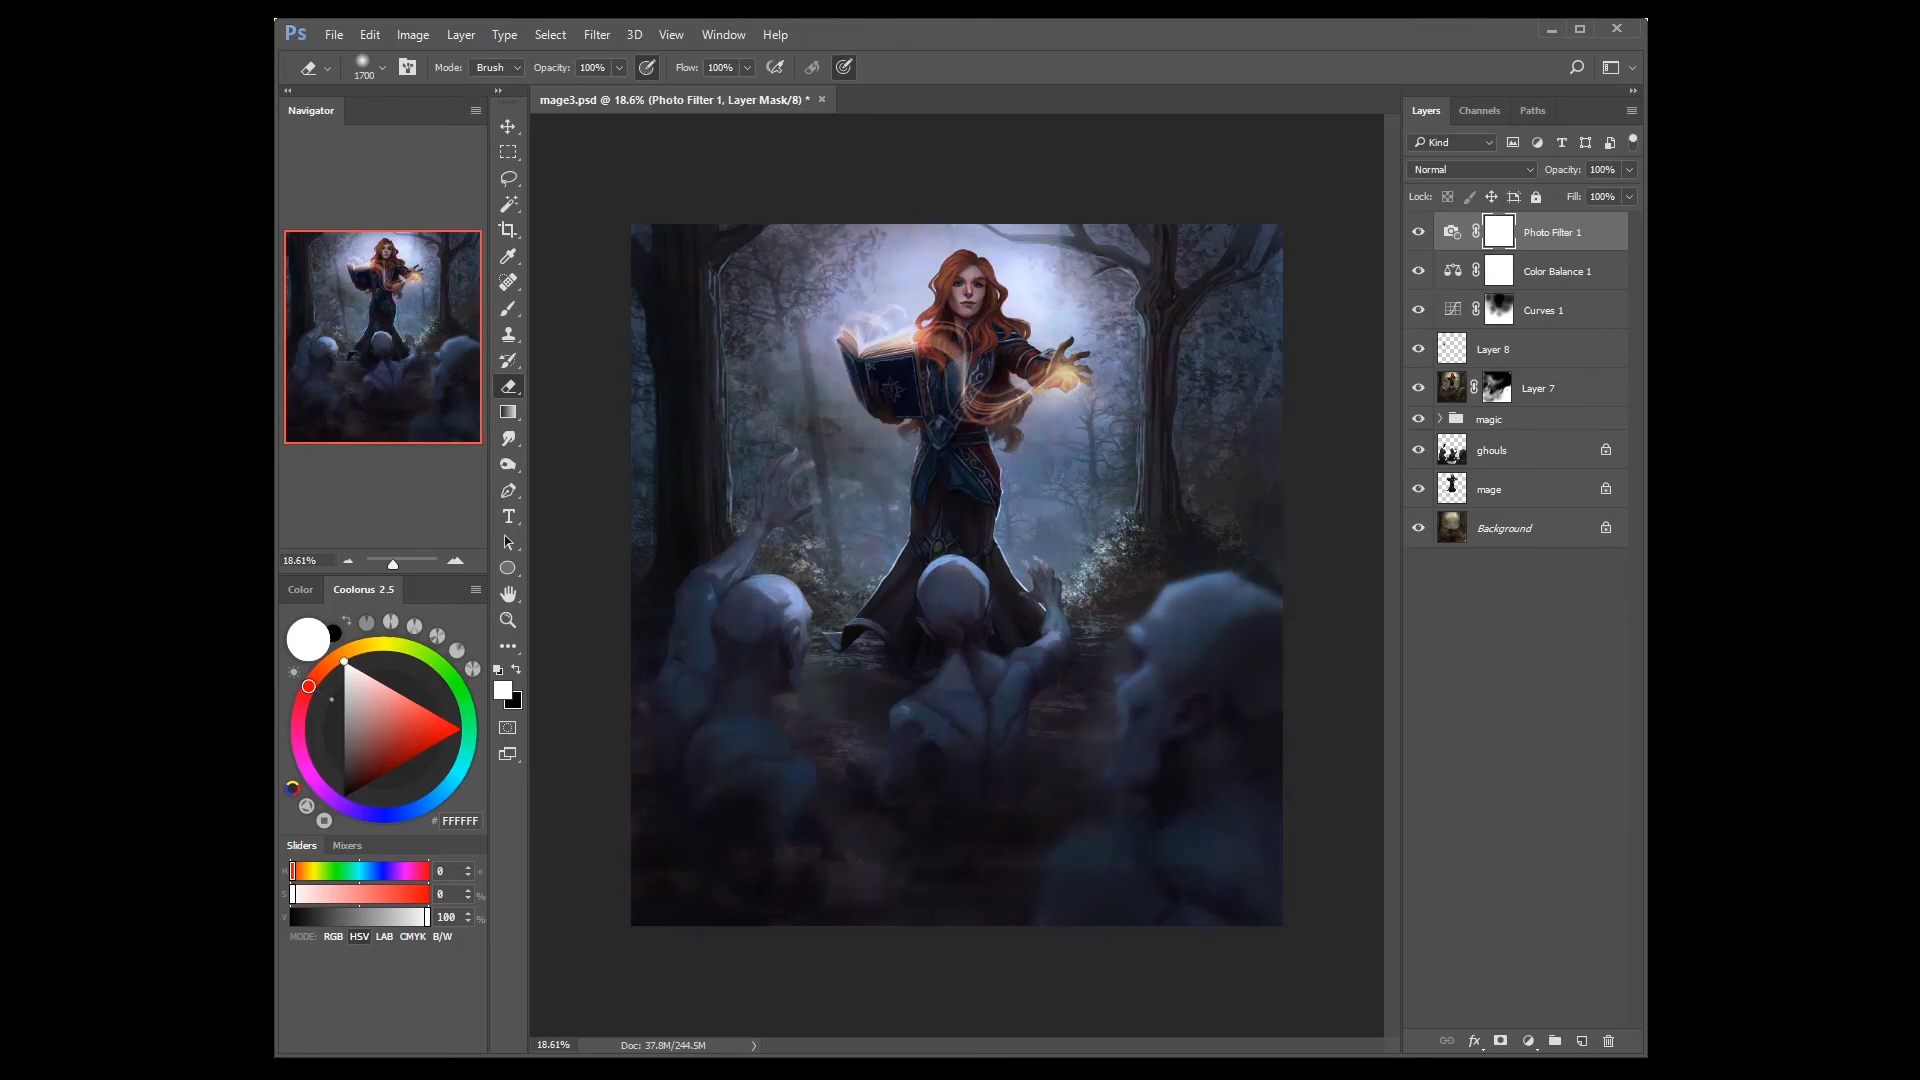 Ps File Edit Image Layer Type Select Filter 3D View Window Help
1700 Mode: Brush Opacity: 100% Flow: 100%
Navigator
mage3.psd @ 18.6% (Photo Filter 1, Layer Mask/8) *
Layers Channels Paths
Kind
Normal Opacity: 100%
Lock: Fill: 100%
Photo Filter 1
Color Balance 1
Curves 1
Layer 8
Layer 7
magic
ghouls
mage
Background
18.61%
Color Coolorus 2.5
# FFFFFF
Sliders Mixers
H 0 °
S 0 %
V 100 %
MODE: RGB HSV LAB CMYK B/W
18.61% Doc: 37.8M/244.5M
fx